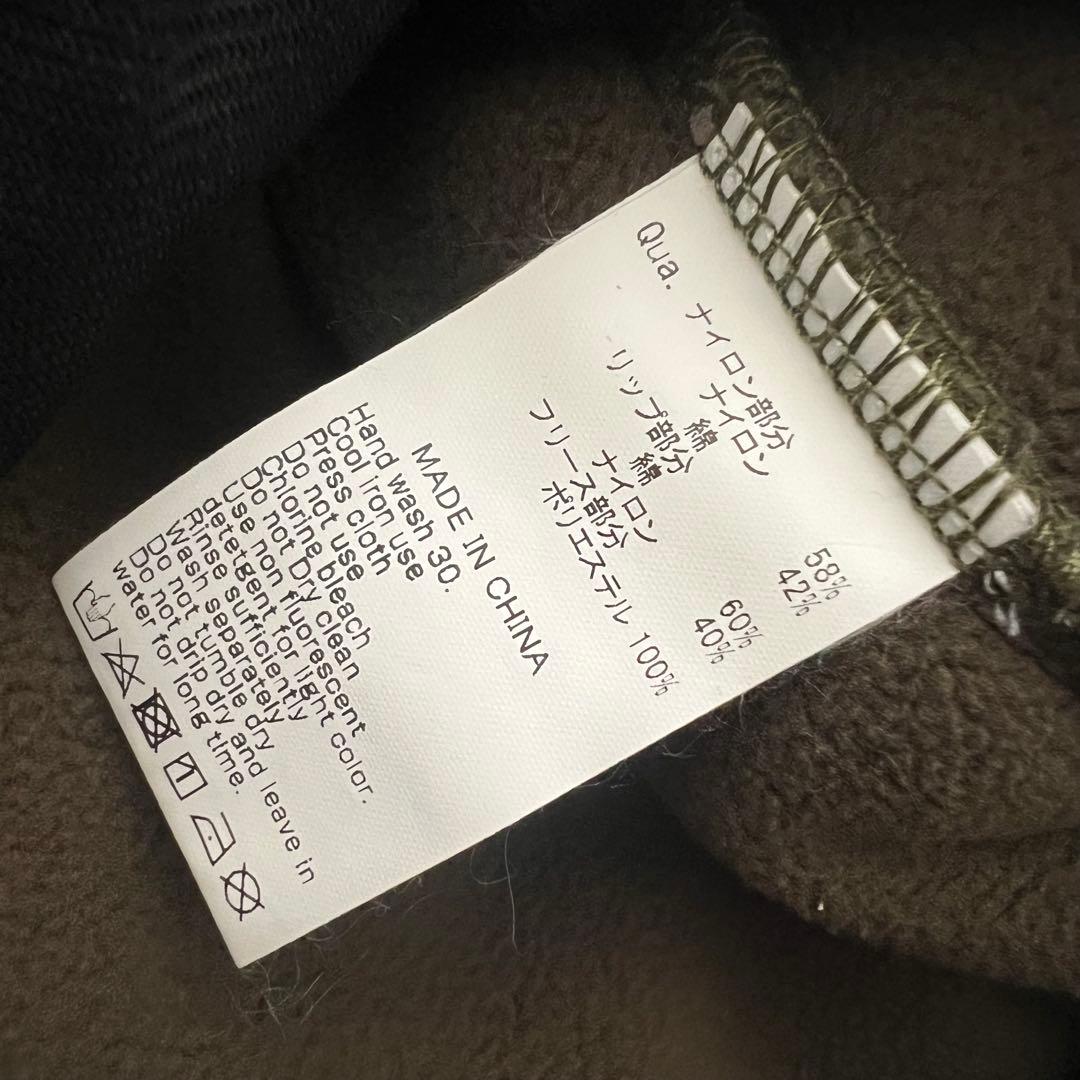 Qua. ナイロン部分
ナイロン 58%
綿 42%
リップ部分
綿 60%
ナイロン 40%
フリース部分
ポリエステル 100%
MADE IN CHINA
Hand wash 30.
Cool iron use
Press cloth
Do not use
Chlorine bleach
Do not Dry clean
Use non fluorescent
detetgent for light color.
Rinse sufficiently
Wash separately
Do not tumble dry
Do not drip dry and leave in
water for long time.